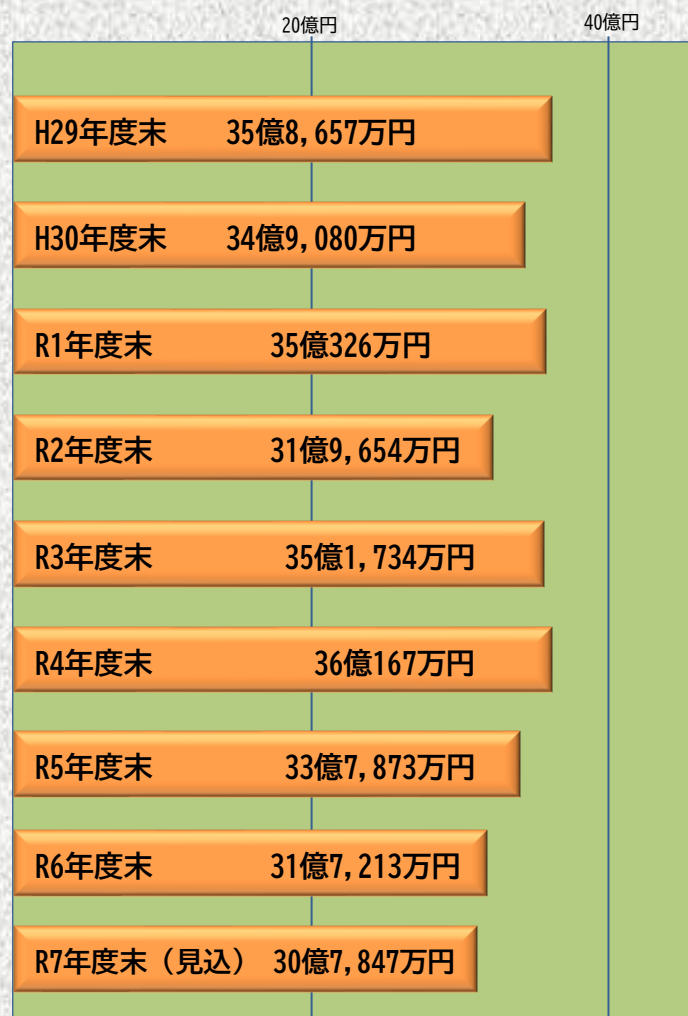 20億円 40億円
H29年度末 35億8,657万円
H30年度末 34億9,080万円
R1年度末 35億326万円
R2年度末 31億9,654万円
R3年度末 35億1,734万円
R4年度末 36億167万円
R5年度末 33億7,873万円
R6年度末 31億7,213万円
R7年度末（見込） 30億7,847万円